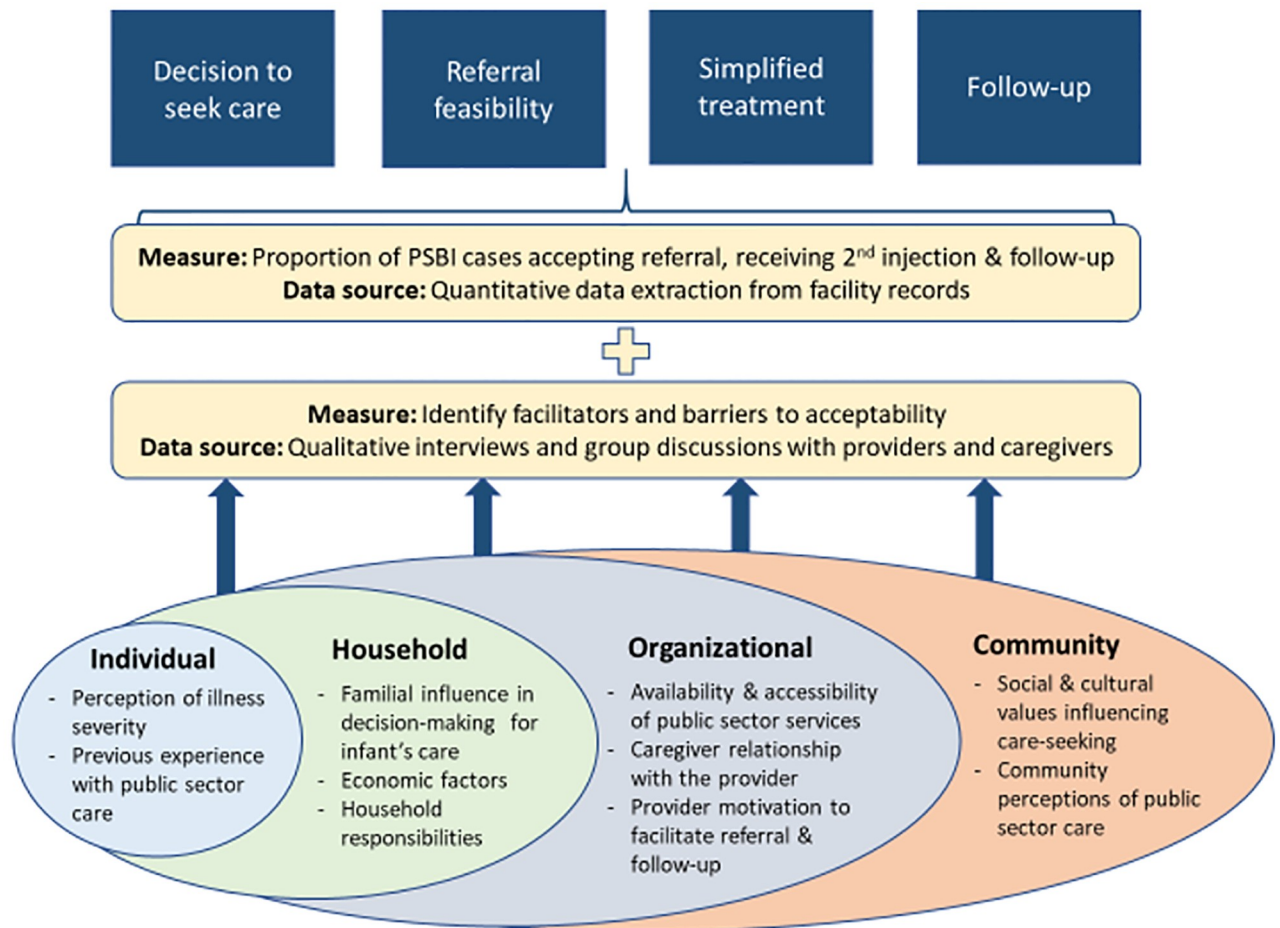 Decision to
seek care
Referral
feasibility
Simplified
treatment
Follow-up
Measure: Proportion of PSBI cases accepting referral, receiving 2nd injection & follow-up
Data source: Quantitative data extraction from facility records
Measure: Identify facilitators and barriers to acceptability
Data source: Qualitative interviews and group discussions with providers and caregivers
Individual
- Perception of illness
severity
- Previous experience
with public sector
care
Household
- Familial influence in
decision-making for
infant's care
- Economic factors
- Household
responsibilities
Organizational
- Availability & accessibility
of public sector services
- Caregiver relationship
with the provider
- Provider motivation to
facilitate referral &
follow-up
Community
- Social & cultural
values influencing
care-seeking
- Community
perceptions of public
sector care